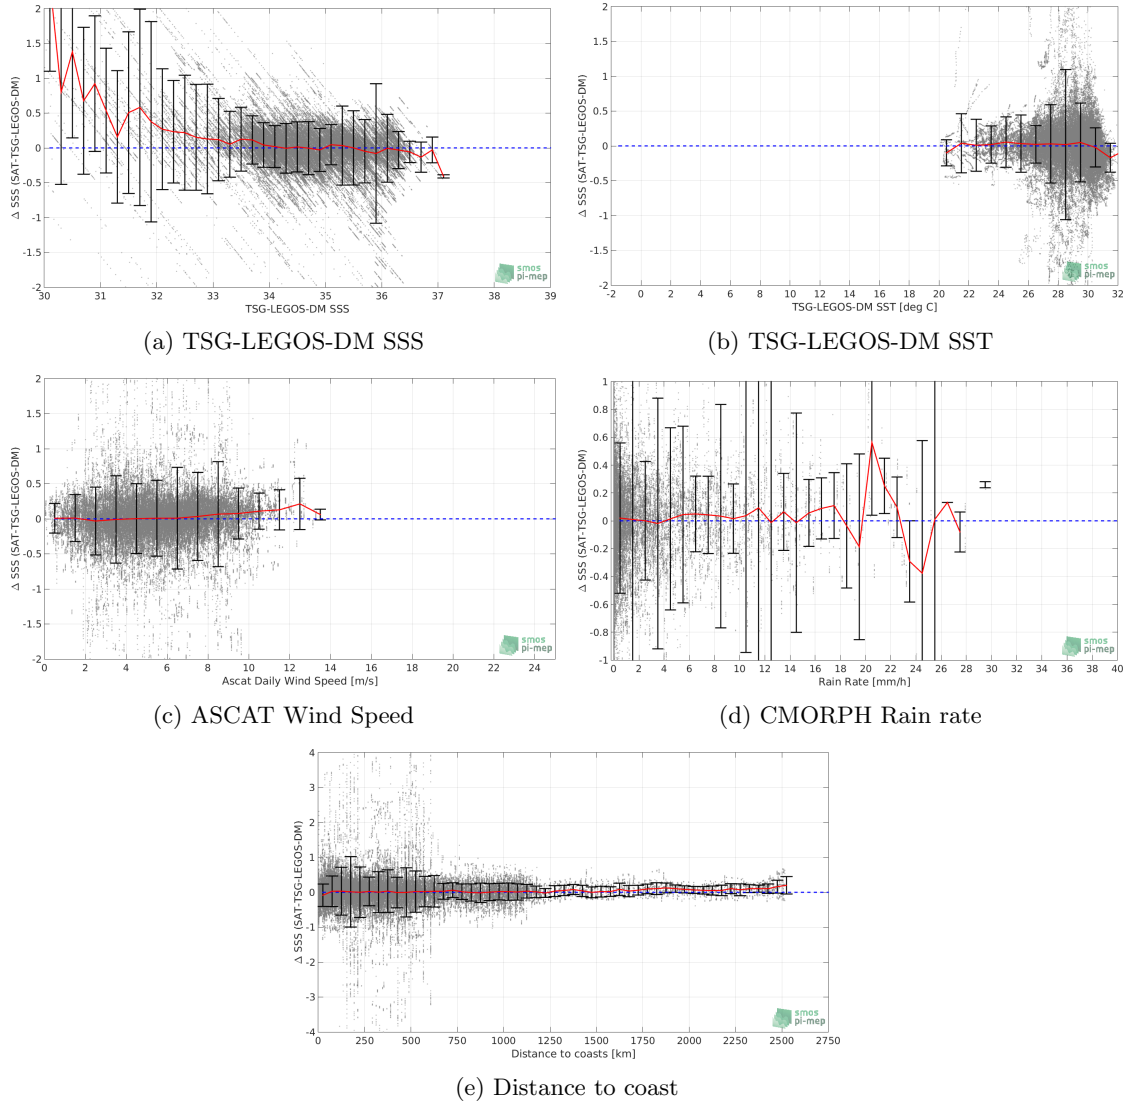 Δ SSS (SAT-TSG-LEGOS-DM)
2
1.5
1
0.5
0
-0.5
-1
-1.5
-2
30 31 32 33 34 35 36 37 38 39
TSG-LEGOS-DM SSS
smos
pi-mep
(a) TSG-LEGOS-DM SSS
Δ SSS (SAT-TSG-LEGOS-DM)
2
1.5
1
0.5
0
-0.5
-1
-1.5
-2
-2 0 2 4 6 8 10 12 14 16 18 20 22 24 26 28 30 32
TSG-LEGOS-DM SST [deg C]
smos
pi-mep
(b) TSG-LEGOS-DM SST
Δ SSS (SAT-TSG-LEGOS-DM)
2
1.5
1
0.5
0
-0.5
-1
-1.5
-2
0 2 4 6 8 10 12 14 16 18 20 22 24
Ascat Daily Wind Speed [m/s]
smos
pi-mep
(c) ASCAT Wind Speed
Δ SSS (SAT-TSG-LEGOS-DM)
1
0.8
0.6
0.4
0.2
0
-0.2
-0.4
-0.6
-0.8
-1
0 2 4 6 8 10 12 14 16 18 20 22 24 26 28 30 32 34 36 38 40
Rain Rate [mm/h]
smos
pi-mep
(d) CMORPH Rain rate
Δ SSS (SAT-TSG-LEGOS-DM)
4
3
2
1
0
-1
-2
-3
-4
0 250 500 750 1000 1250 1500 1750 2000 2250 2500 2750
Distance to coasts [km]
smos
pi-mep
(e) Distance to coast